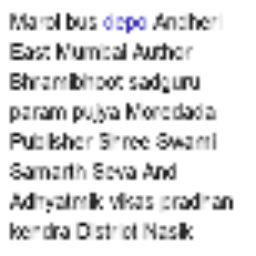 Marol bus depo Andheri
East Mumbai Author
Bhramibhoot sadguru
param pujya Moredada
Publisher Shree Swami
Samarth Seva And
Adhyatmik vikas pradhan
kendra District Nasik